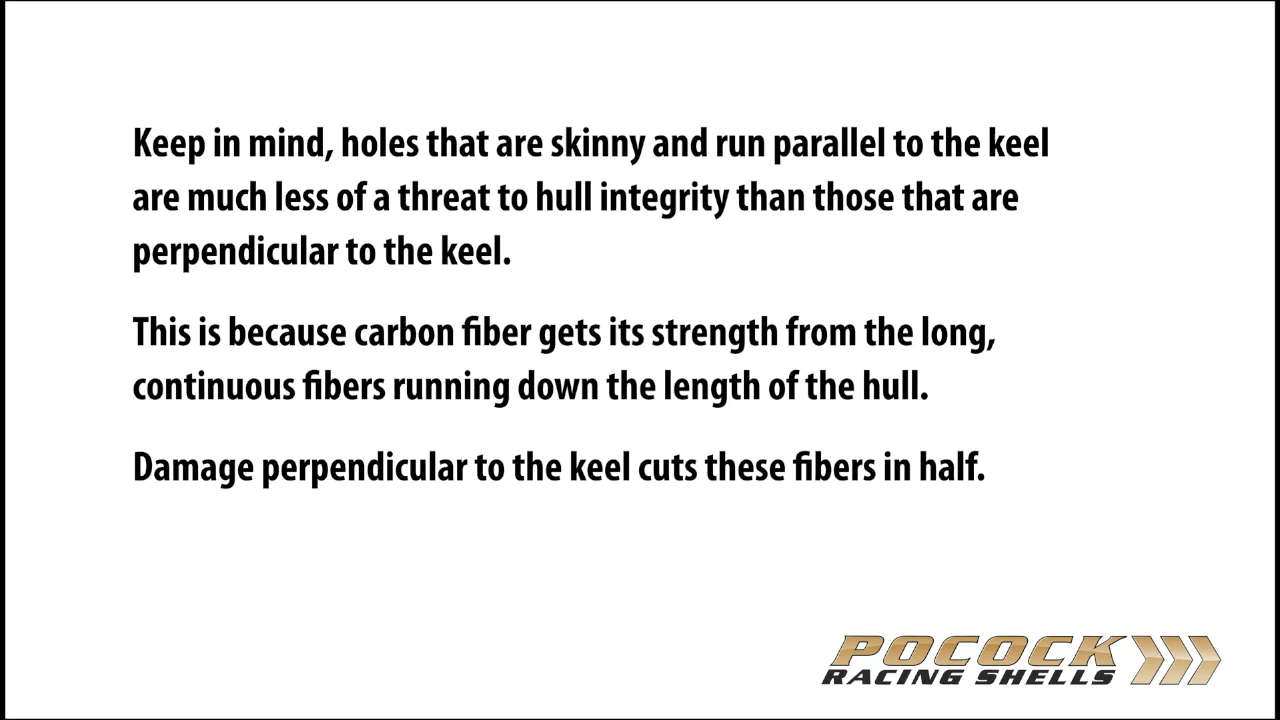 Keep in mind, holes that are skinny and run parallel to the keel
are much less of a threat to hull integrity than those that are
perpendicular to the keel.
This is because carbon fiber gets its strength from the long,
continuous fibers running down the length of the hull.
Damage perpendicular to the keel cuts these fibers in half.
POCOCK
RACING SHELLS